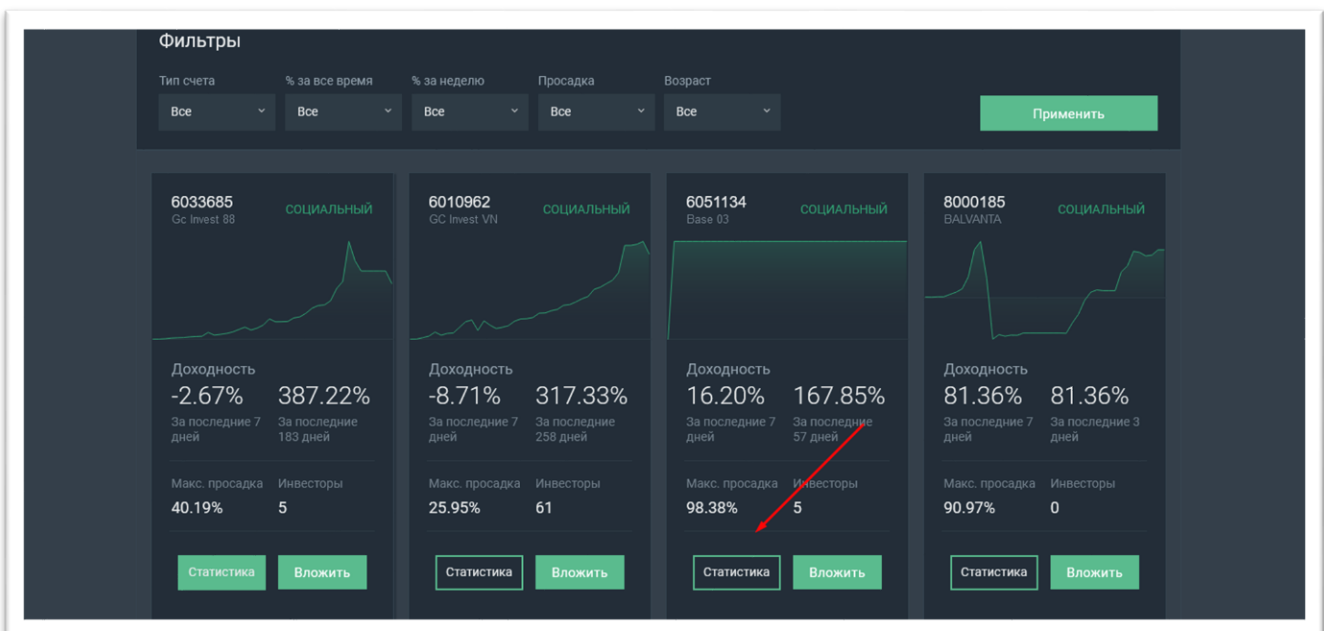 Фильтры
Тип счета % за все время % за неделю Просадка Возраст
Все Все Все Все Все Применить
6033685 СОЦИАЛЬНЫЙ
Gc Invest 88
Доходность
-2.67% 387.22%
За последние 7 дней За последние 183 дней
Макс. просадка Инвесторы
40.19% 5
Статистика Вложить
6010962 СОЦИАЛЬНЫЙ
GC Invest VN
Доходность
-8.71% 317.33%
За последние 7 дней За последние 258 дней
Макс. просадка Инвесторы
25.95% 61
Статистика Вложить
6051134 СОЦИАЛЬНЫЙ
Base 03
Доходность
16.20% 167.85%
За последние 7 дней За последние 57 дней
Макс. просадка Инвесторы
98.38% 5
Статистика Вложить
8000185 СОЦИАЛЬНЫЙ
BALVANTA
Доходность
81.36% 81.36%
За последние 7 дней За последние 3 дней
Макс. просадка Инвесторы
90.97% 0
Статистика Вложить